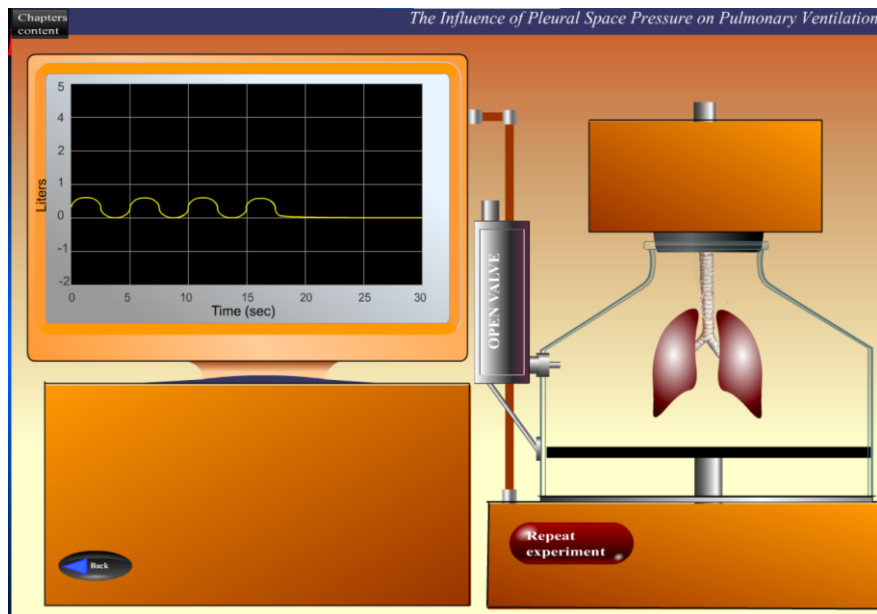 Chapters
content
The Influence of Pleural Space Pressure on Pulmonary Ventilation
5
4
2
1
0
-1
-2
Liters
0 5 10 15 20 25 30
Time (sec)
OPEN VALVE
Repeat
experiment
Back